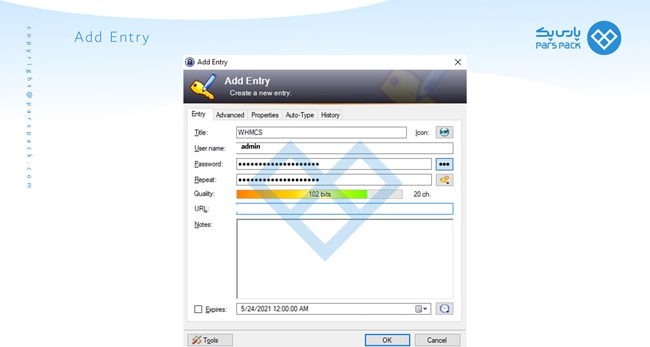 Add Entry
پارس پک
PARS PACK
copyright@parspack.com
Add Entry
Add Entry
Create a new entry.
Entry Advanced Properties Auto-Type History
Title: WHMCS Icon:
User name: admin
Password: ••••••••••••••••••••
Repeat: ••••••••••••••••••••
Quality: 102 bits 20 ch.
URL:
Notes:
Expires: 5/24/2021 12:00:00 AM
Tools OK Cancel